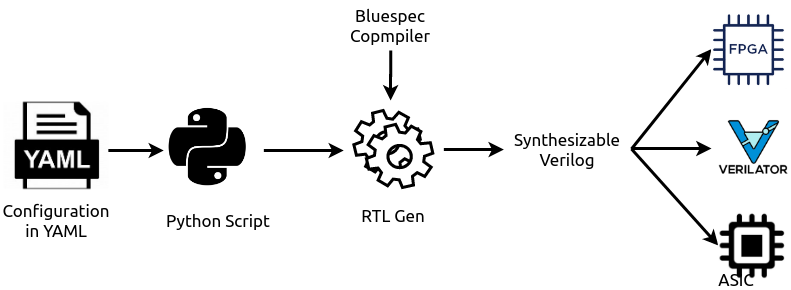 Bluespec
Copmpiler
FPGA
YAML
Synthesizable
Verilog
VERILATOR
Configuration
in YAML
Python Script
RTL Gen
ASIC